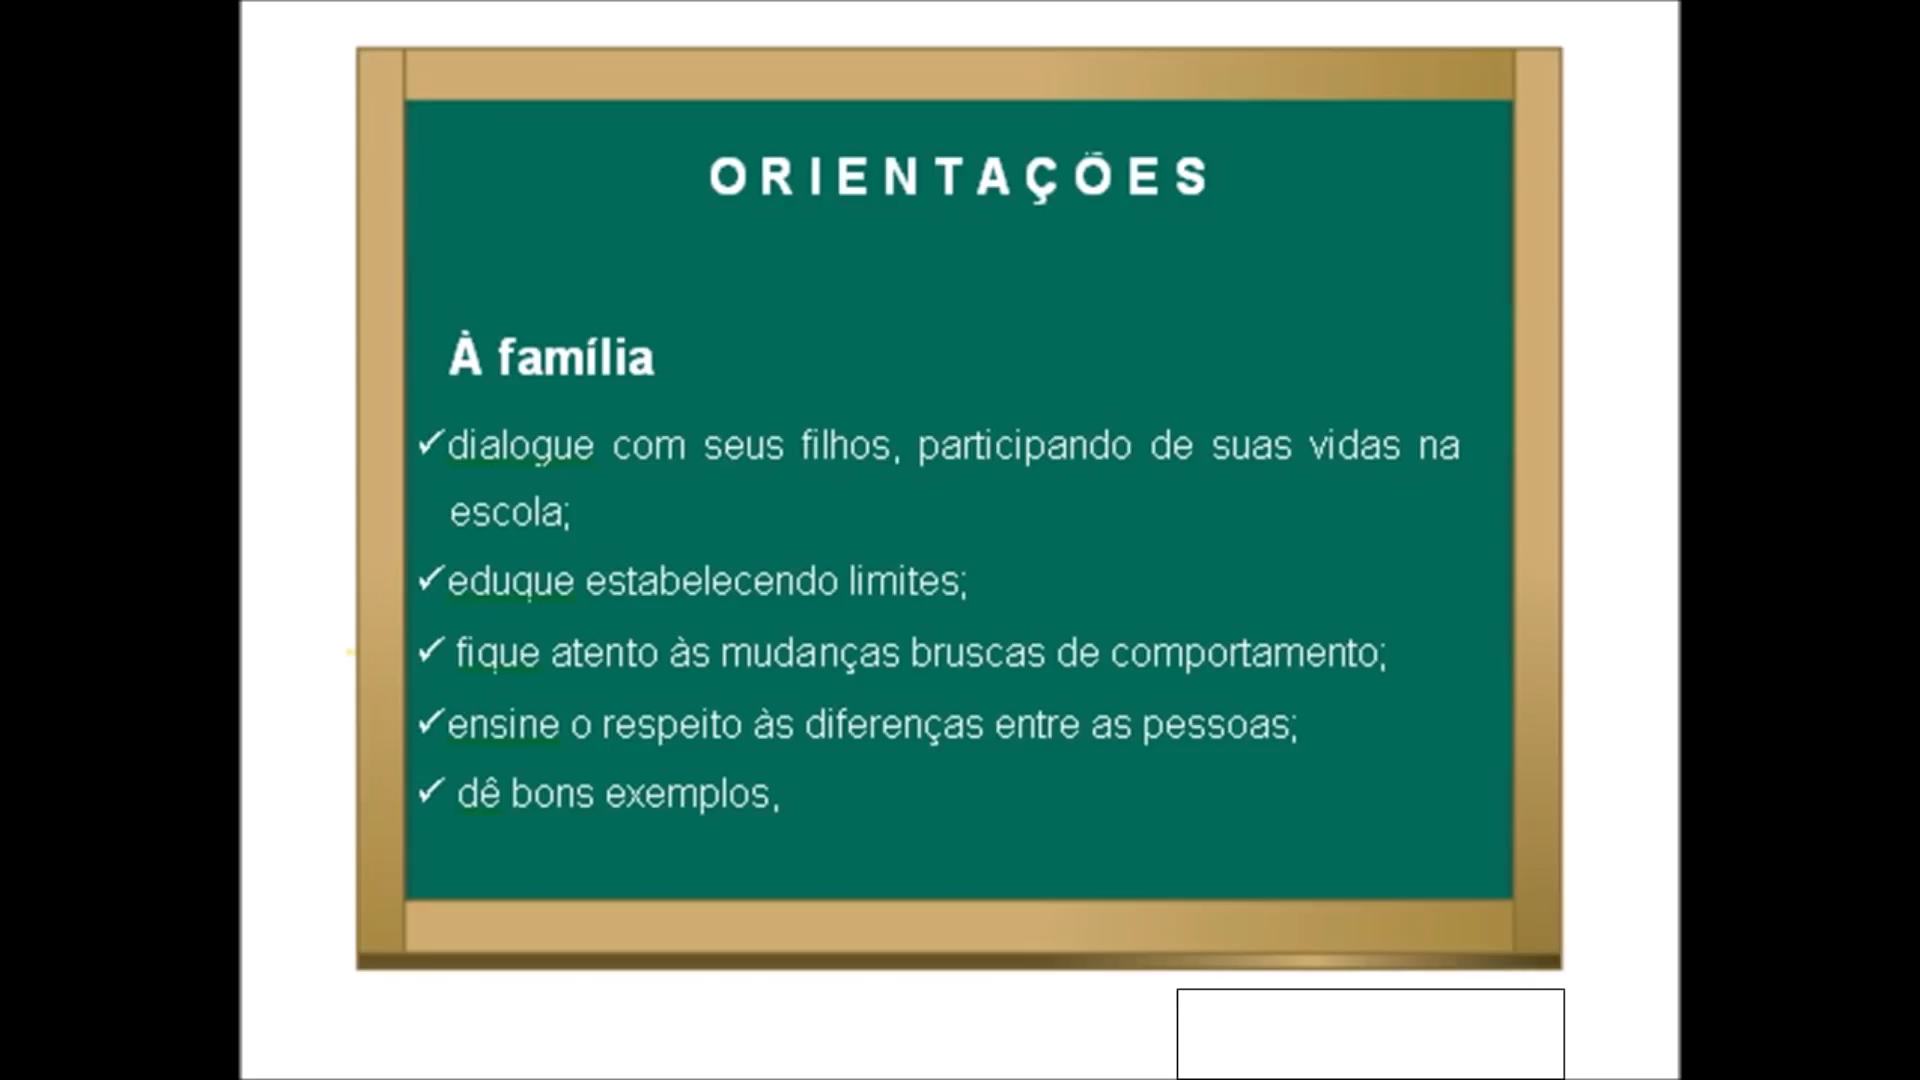 ORIENTAÇÕES
À família
✓dialogue com seus filhos, participando de suas vidas na
escola;
✓eduque estabelecendo limites;
✓ fique atento às mudanças bruscas de comportamento;
✓ensine o respeito às diferenças entre as pessoas;
✓ dê bons exemplos,